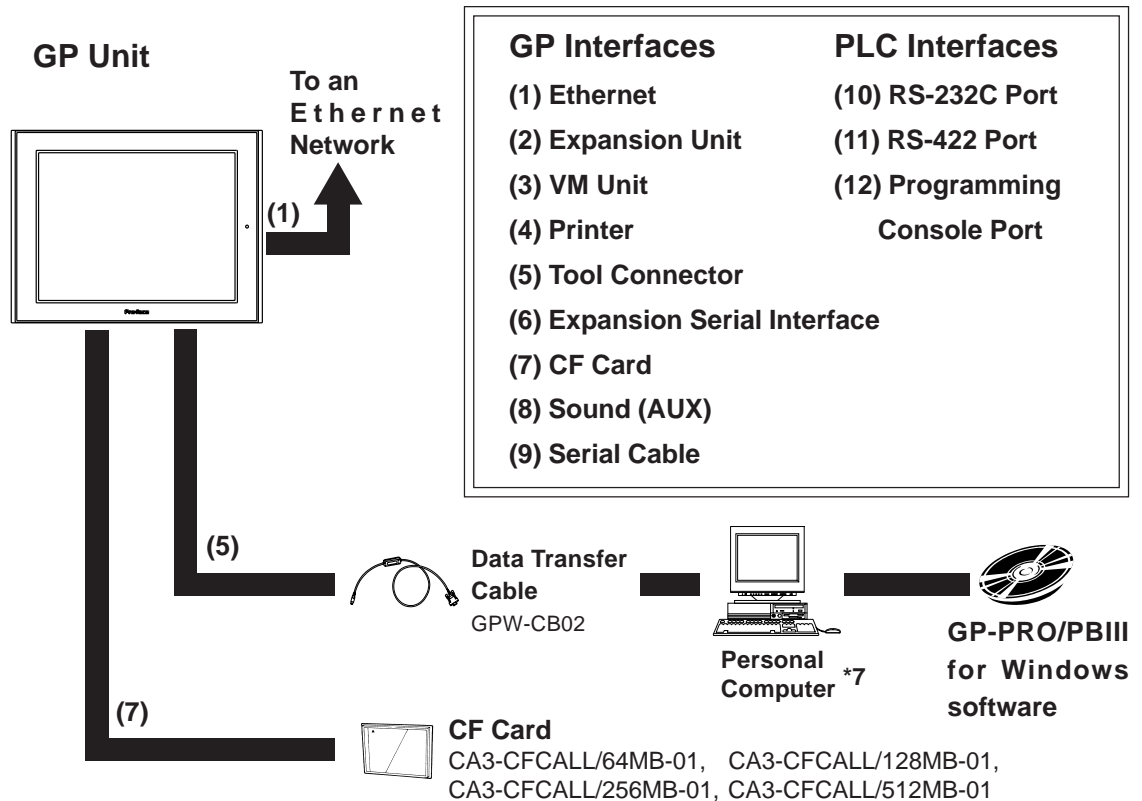 GP Unit
To an
Ethernet
Network
(1)
GP Interfaces
(1) Ethernet
(2) Expansion Unit
(3) VM Unit
(4) Printer
(5) Tool Connector
(6) Expansion Serial Interface
(7) CF Card
(8) Sound (AUX)
(9) Serial Cable
PLC Interfaces
(10) RS-232C Port
(11) RS-422 Port
(12) Programming
Console Port
Pro-face
(5)
Data Transfer
Cable
GPW-CB02
Personal
Computer *7
GP-PRO/PBIII
for Windows
software
(7)
CF Card
CA3-CFCALL/64MB-01, CA3-CFCALL/128MB-01,
CA3-CFCALL/256MB-01, CA3-CFCALL/512MB-01